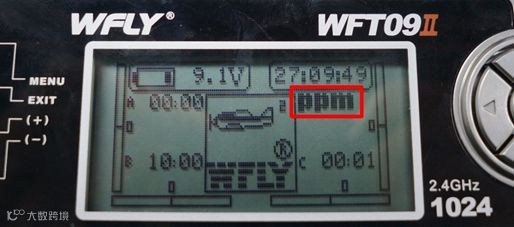 WFLY® WFT09II
9.1V 27:09:49
MENU
EXIT
(+)
(-)
A 00:00 2 ppm
B 10:00 WFLY® C 00:01
2.4GHz
1024
大数跨境